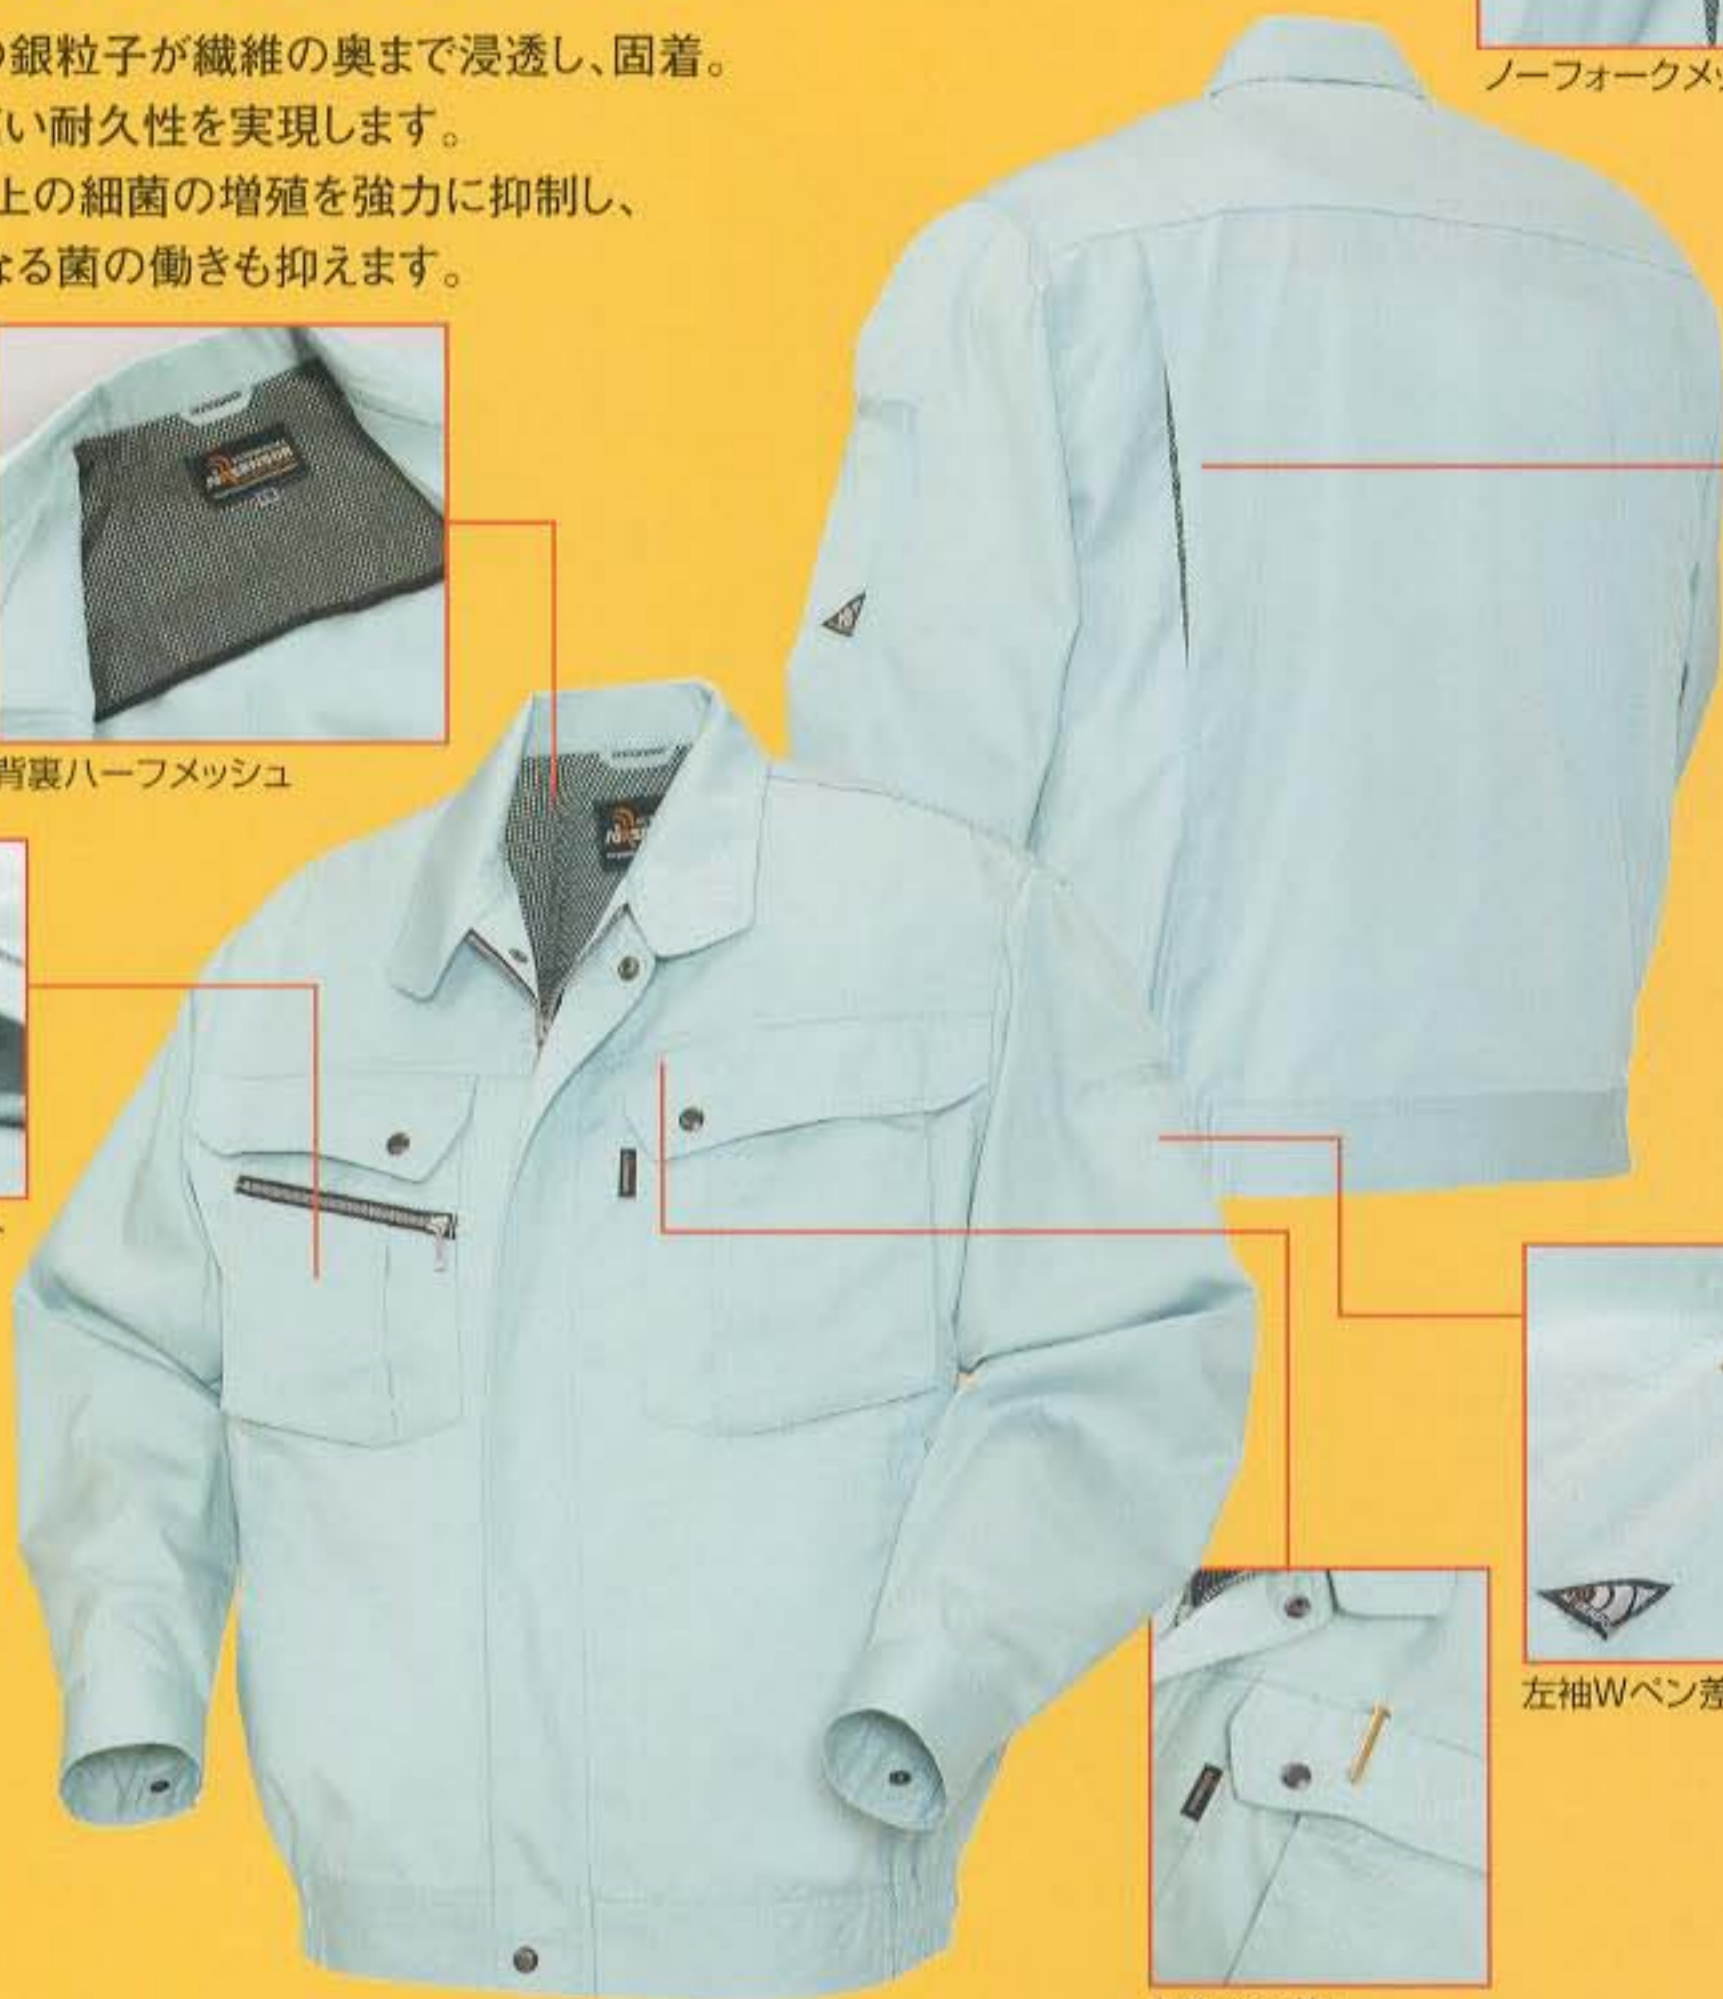 の銀粒子が繊維の奥まで浸透し、固着。
い耐久性を実現します。
上の細菌の増殖を強力に抑制し、
なる菌の働きも抑えます。
ノーフォークメッ
背裏ハーフメッシュ
左袖Wペン差